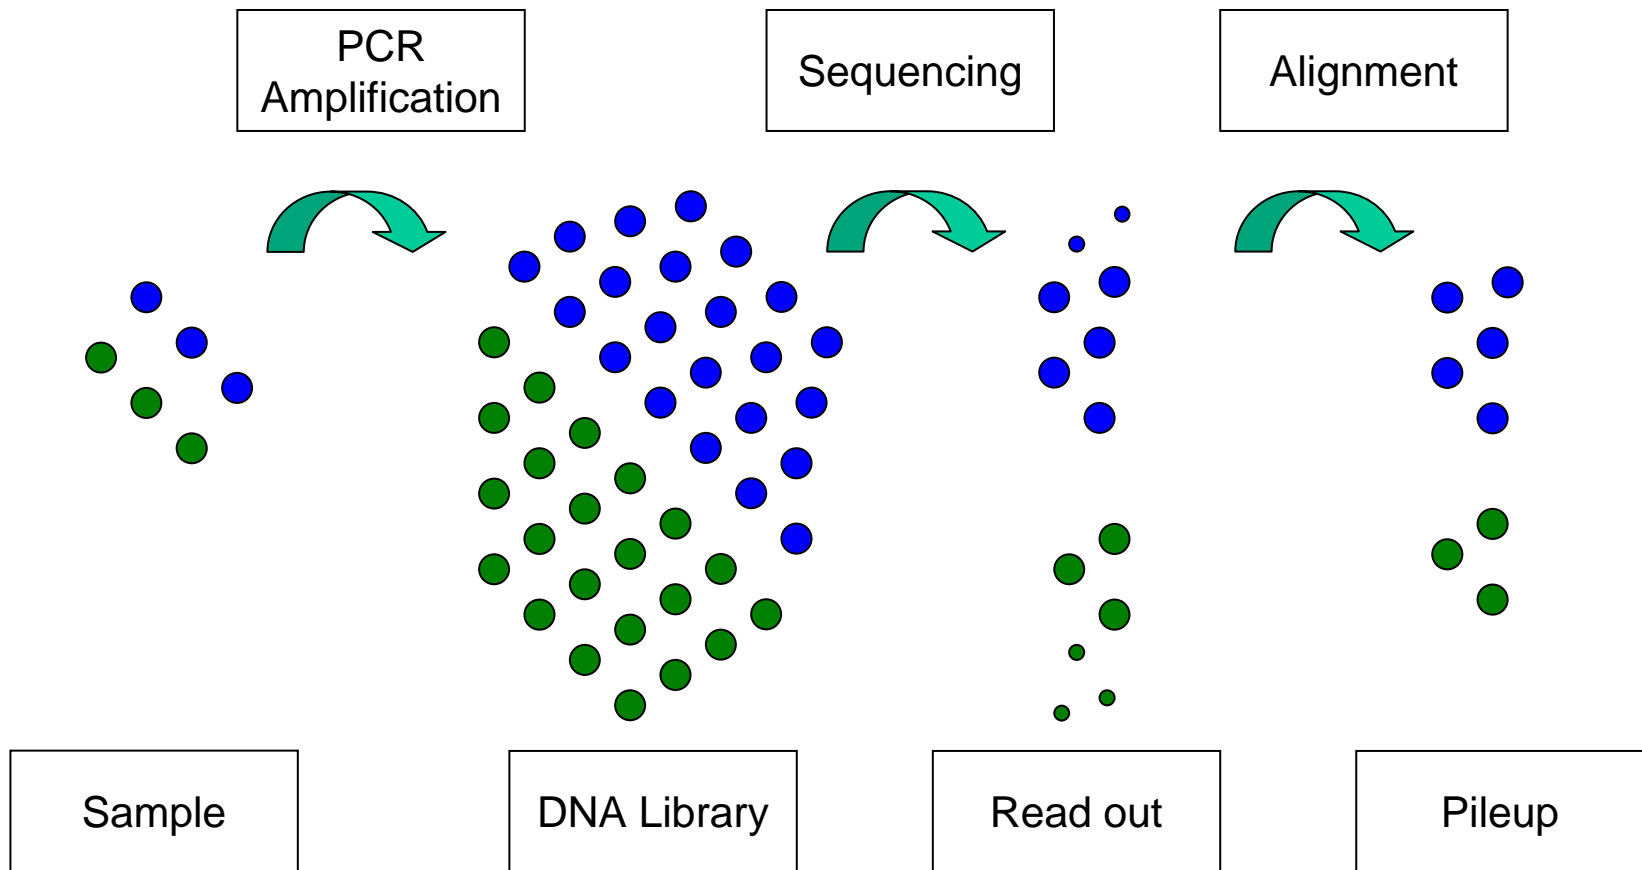 PCR
Amplification
Sequencing
Alignment
Sample
DNA Library
Read out
Pileup